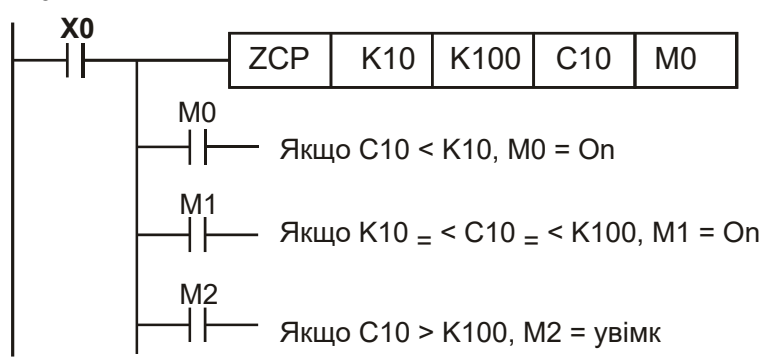 X0
ZCP K10 K100 C10 M0
M0
Якщо C10 < K10, M0 = On
M1
Якщо K10 = < C10 = < K100, M1 = On
M2
Якщо C10 > K100, M2 = увімк